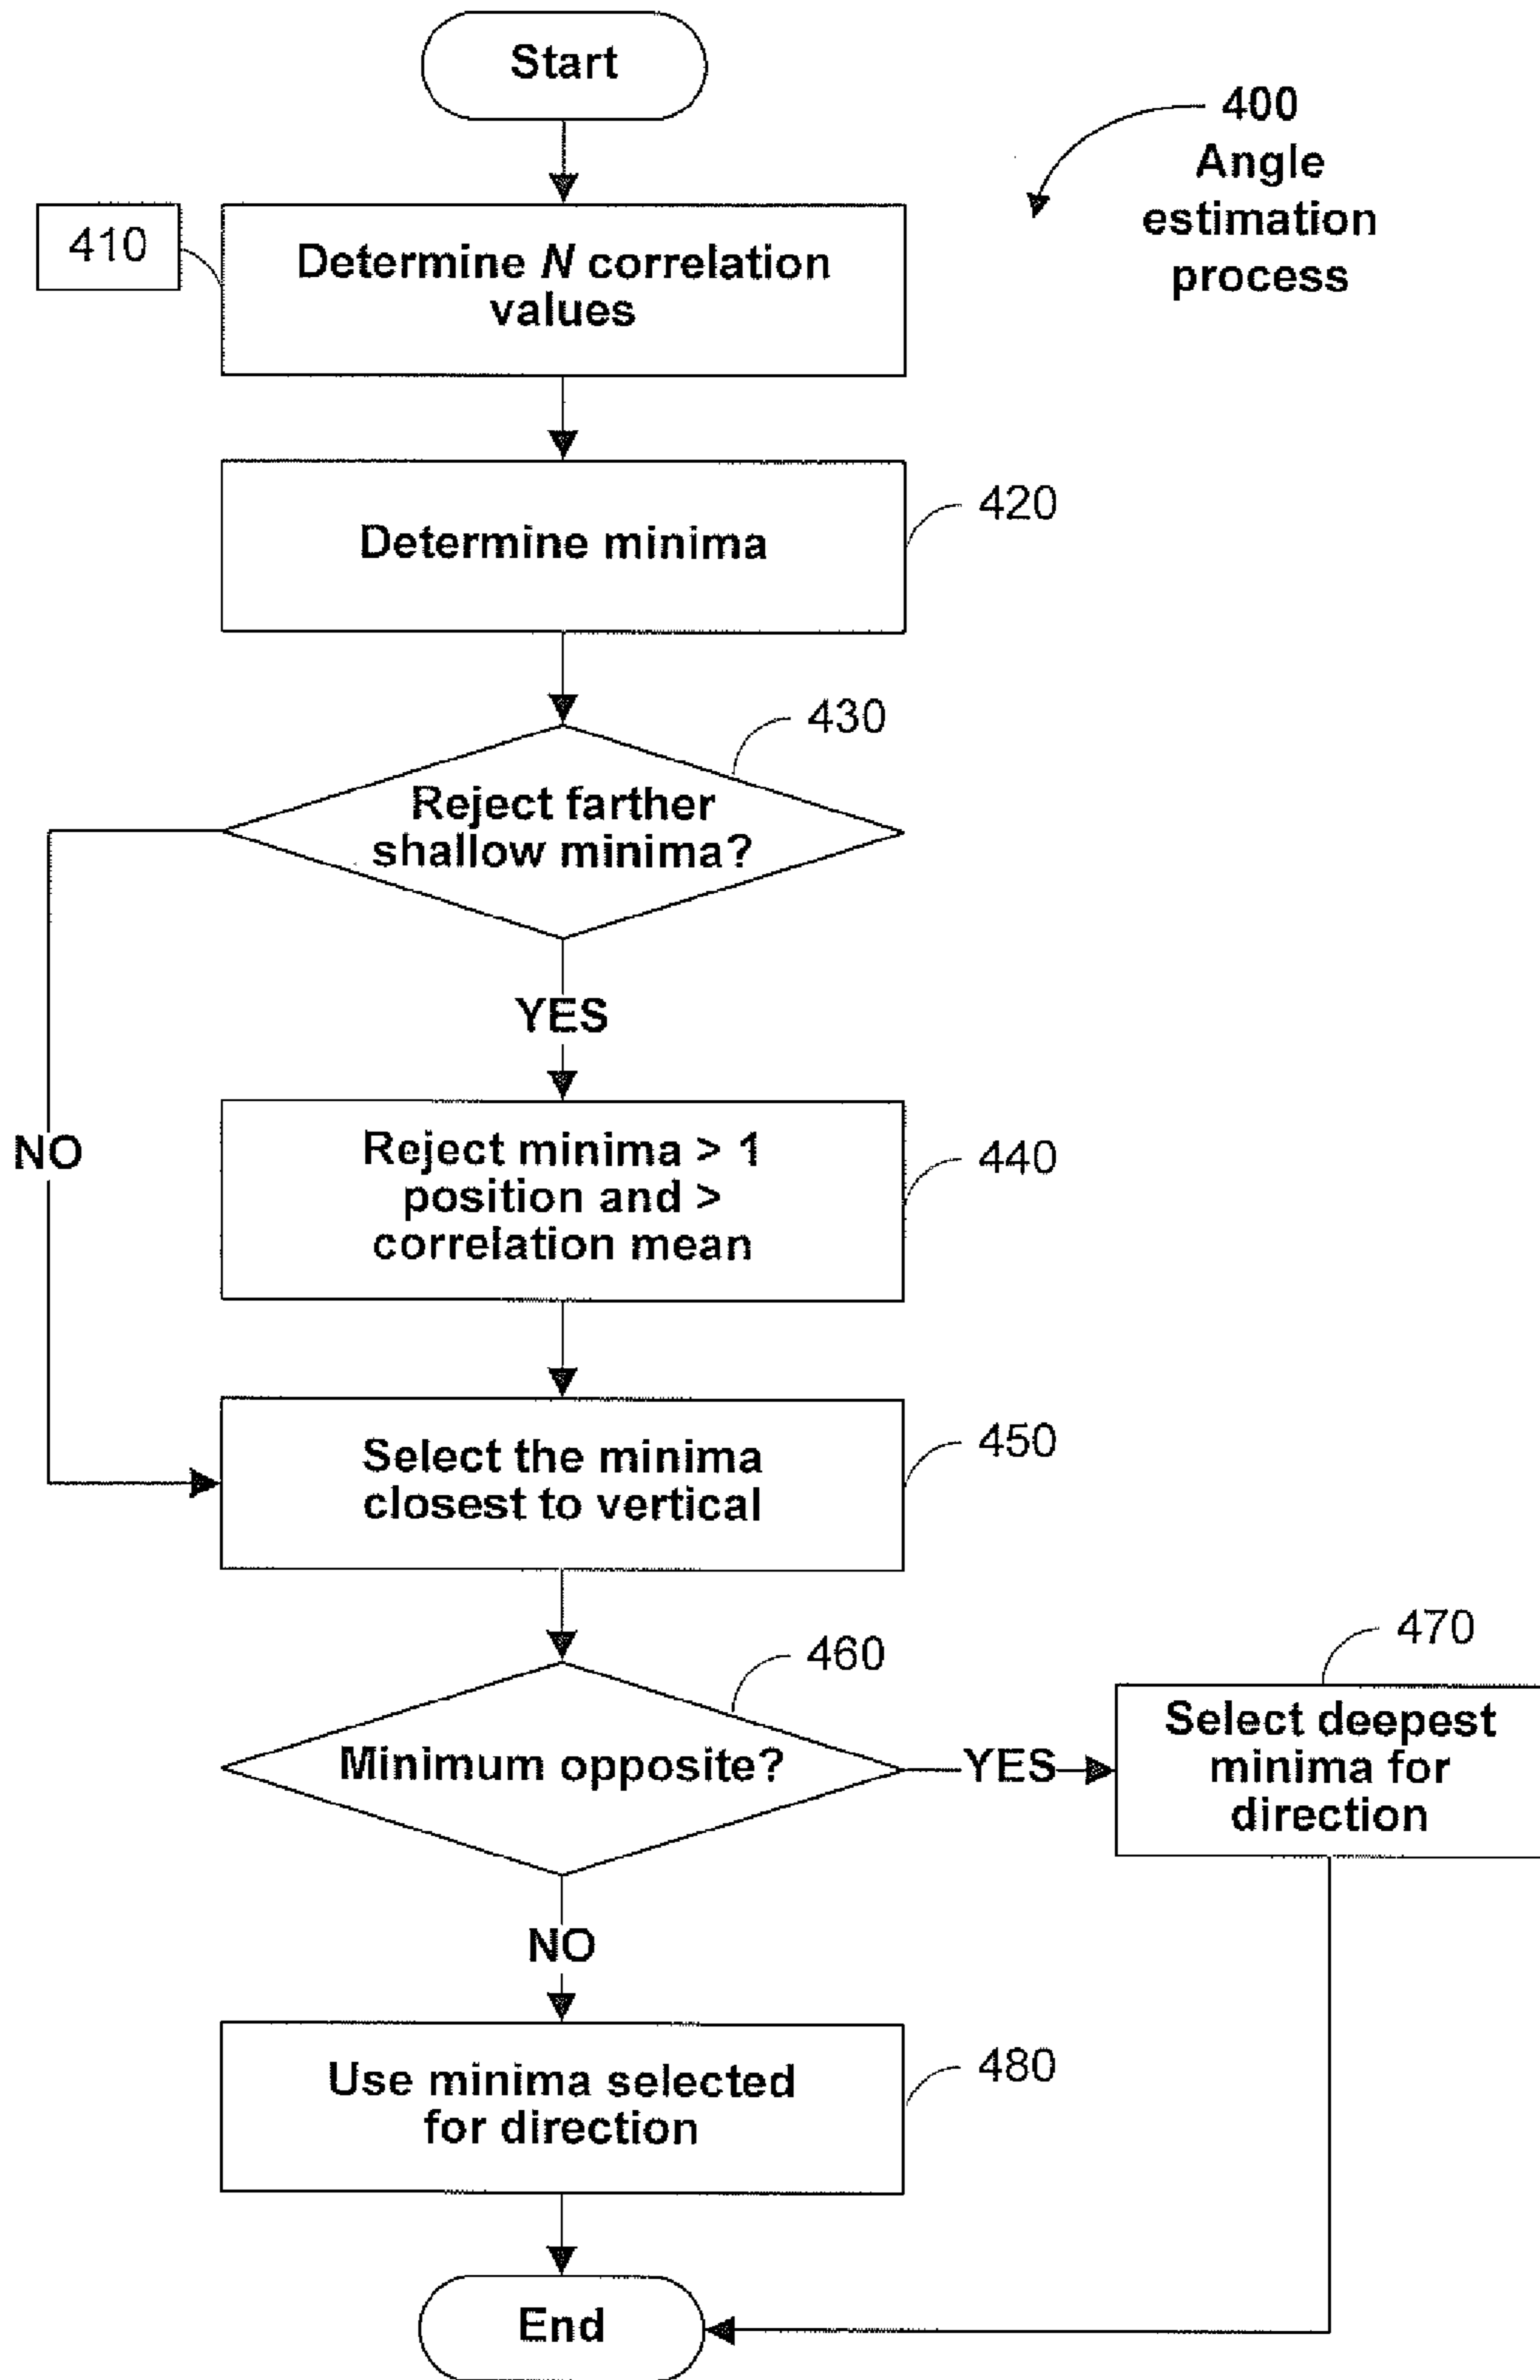 Start
400
Angle
estimation
process
410
Determine N correlation
values
Determine minima
420
430
Reject farther
shallow minima?
YES
NO
Reject minima > 1
position and >
correlation mean
440
Select the minima
closest to vertical
450
460
Minimum opposite?
YES
470
Select deepest
minima for
direction
NO
Use minima selected
for direction
480
End